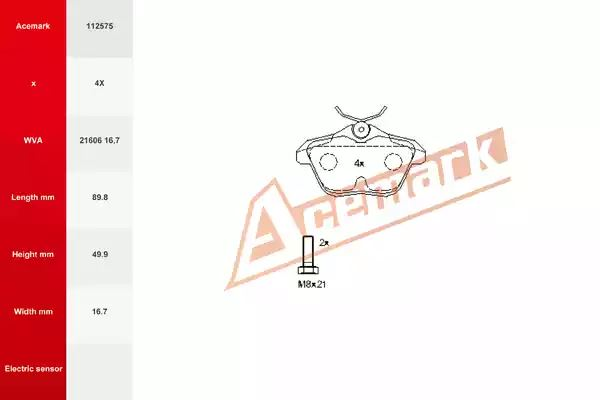 Acemark 112575
x 4X
WVA 21606 16,7
Length mm 89.8
Height mm 49.9
Width mm 16.7
Electric sensor
4x
Acemark
2x
M8x21